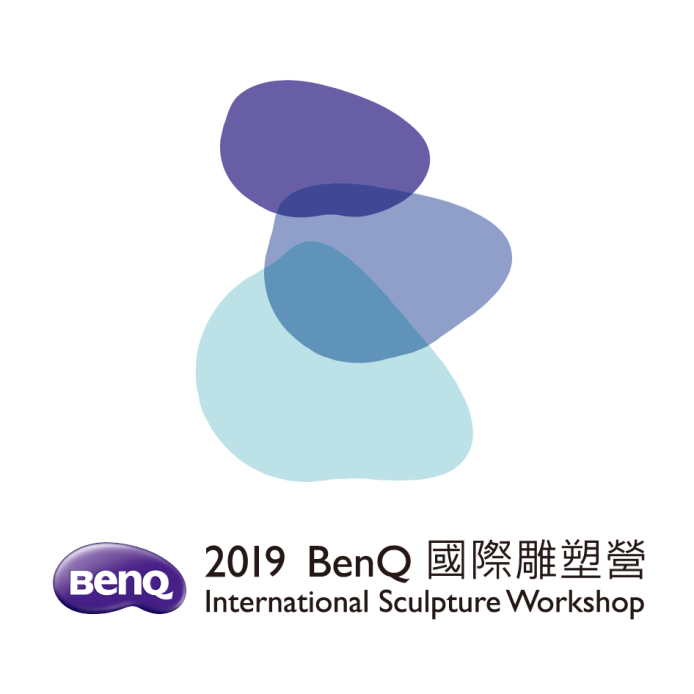 BenQ
2019 BenQ 國際雕塑營
International Sculpture Workshop